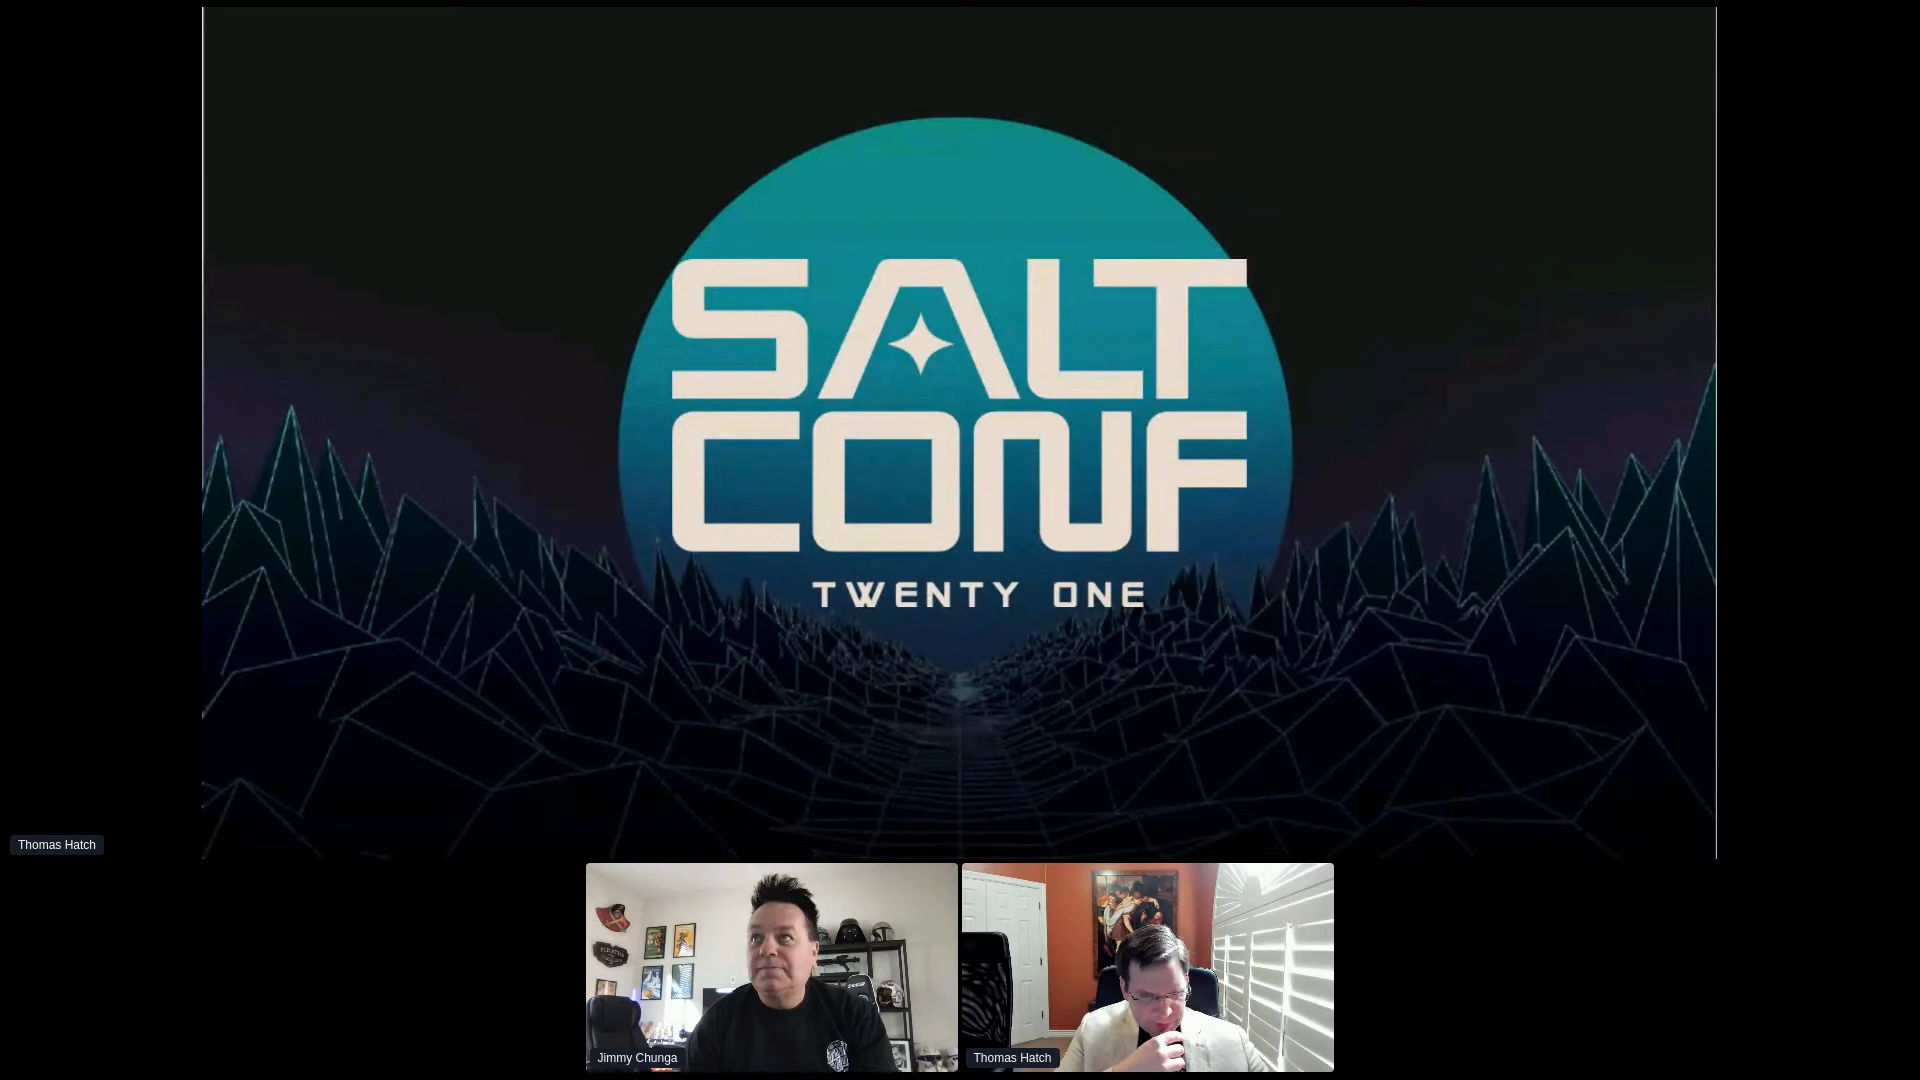 SALT
CONF
TWENTY ONE
Thomas Hatch
Jimmy Chunga
Thomas Hatch